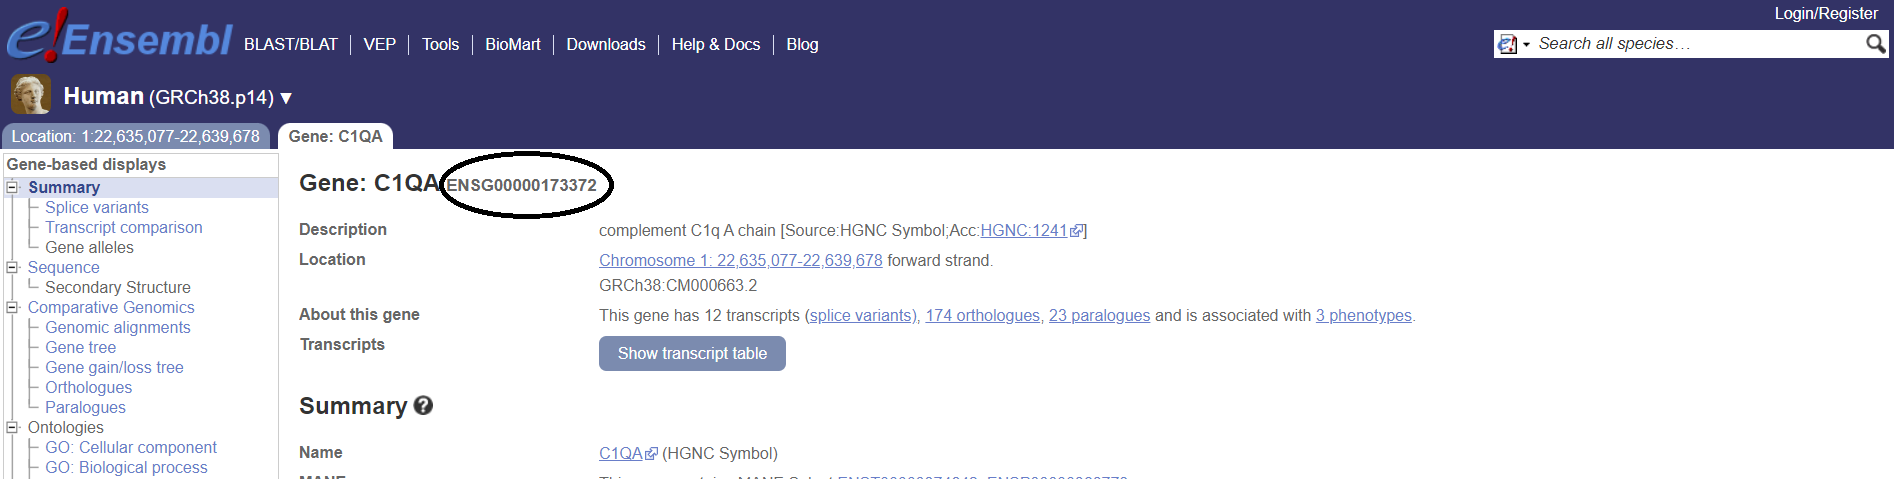 Login/Register
e!Ensembl BLAST/BLAT VEP Tools BioMart Downloads Help & Docs Blog
Search all species…
Human (GRCh38.p14) ▼
Location: 1:22,635,077-22,639,678 Gene: C1QA
Gene-based displays
Summary
Splice variants
Transcript comparison
Gene alleles
Sequence
Secondary Structure
Comparative Genomics
Genomic alignments
Gene tree
Gene gain/loss tree
Orthologues
Paralogues
Ontologies
GO: Cellular component
GO: Biological process
Gene: C1QA ENSG00000173372
Description complement C1q A chain [Source:HGNC Symbol;Acc:HGNC:1241]
Location Chromosome 1: 22,635,077-22,639,678 forward strand.
GRCh38:CM000663.2
About this gene This gene has 12 transcripts (splice variants), 174 orthologues, 23 paralogues and is associated with 3 phenotypes.
Transcripts Show transcript table
Summary ?
Name C1QA (HGNC Symbol)